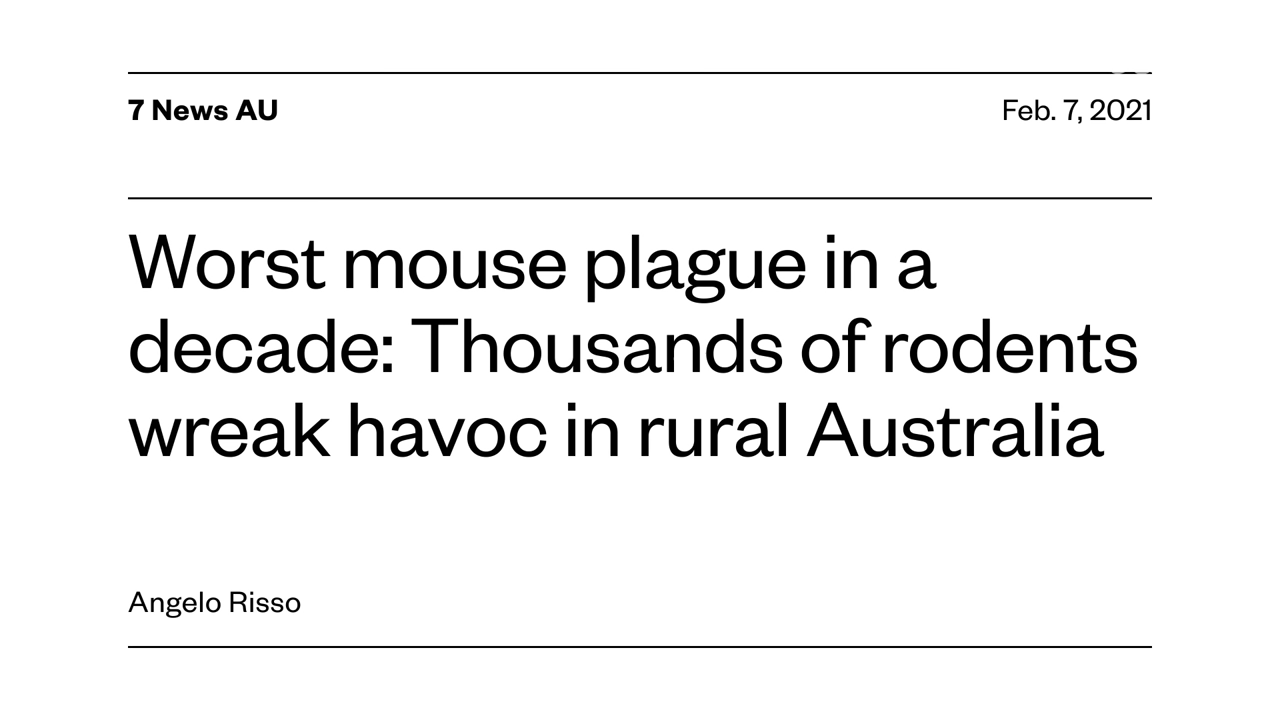 7 News AU
Feb. 7, 2021
Worst mouse plague in a
decade: Thousands of rodents
wreak havoc in rural Australia
Angelo Risso